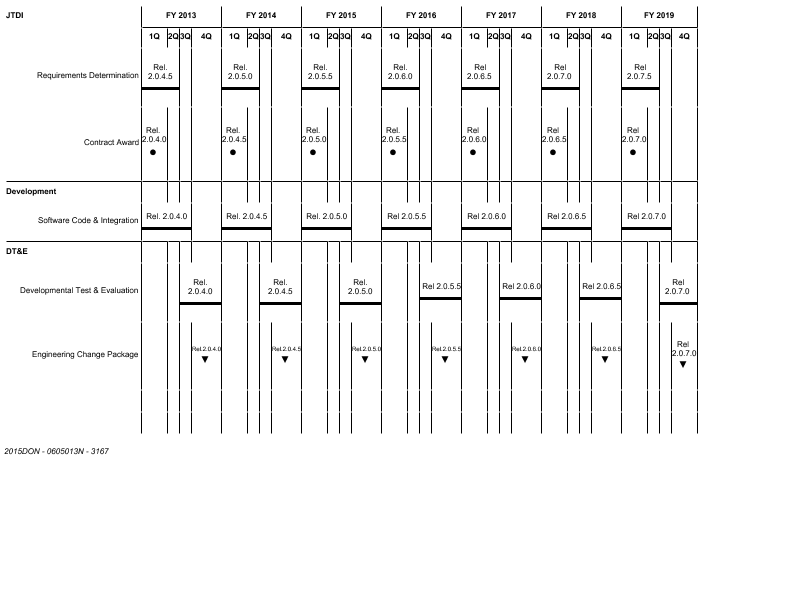 JTDI FY 2013 FY 2014 FY 2015 FY 2016 FY 2017 FY 2018 FY 2019
1Q 2Q 3Q 4Q 1Q 2Q 3Q 4Q 1Q 2Q 3Q 4Q 1Q 2Q 3Q 4Q 1Q 2Q 3Q 4Q 1Q 2Q 3Q 4Q 1Q 2Q 3Q 4Q
Requirements Determination
Rel. 2.0.4.5
Rel. 2.0.5.0
Rel. 2.0.5.5
Rel. 2.0.6.0
Rel 2.0.6.5
Rel. 2.0.7.0
Rel 2.0.7.5
Contract Award
Rel. 2.0.4.0
Rel. 2.0.4.5
Rel. 2.0.5.0
Rel. 2.0.5.5
Rel 2.0.6.0
Rel. 2.0.6.5
Rel. 2.0.7.0
Development
Software Code & Integration
Rel. 2.0.4.0
Rel. 2.0.4.5
Rel. 2.0.5.0
Rel 2.0.5.5
Rel. 2.0.6.0
Rel 2.0.6.5
Rel. 2.0.7.0
DT&E
Developmental Test & Evaluation
Rel. 2.0.4.0
Rel. 2.0.4.5
Rel. 2.0.5.0
Rel 2.0.5.5
Rel. 2.0.6.0
Rel 2.0.6.5
Rel 2.0.7.0
Engineering Change Package
Rel.2.0.4.0
Rel.2.0.4.5
Rel.2.0.5.0
Rel.2.0.5.5
Rel.2.0.6.0
Rel.2.0.6.5
Rel 2.0.7.0
2015DON - 0605013N - 3167